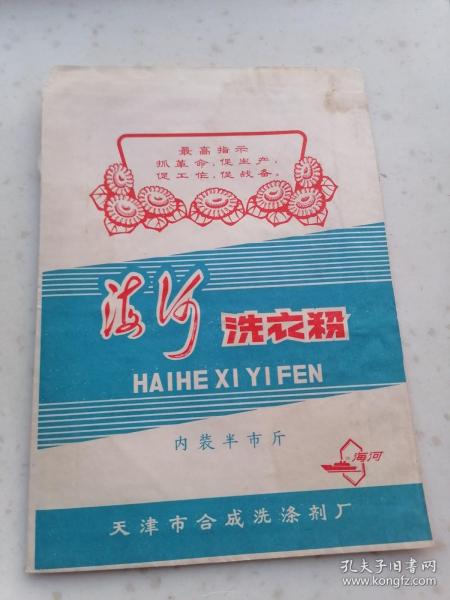 最高指示
抓革命，促生产，
促工作，促战备。
海河 洗衣粉
HAIHE XI YI FEN
内装半市斤
海河
天津市合成洗涤剂厂
孔夫子旧书网
www.kongfz.com